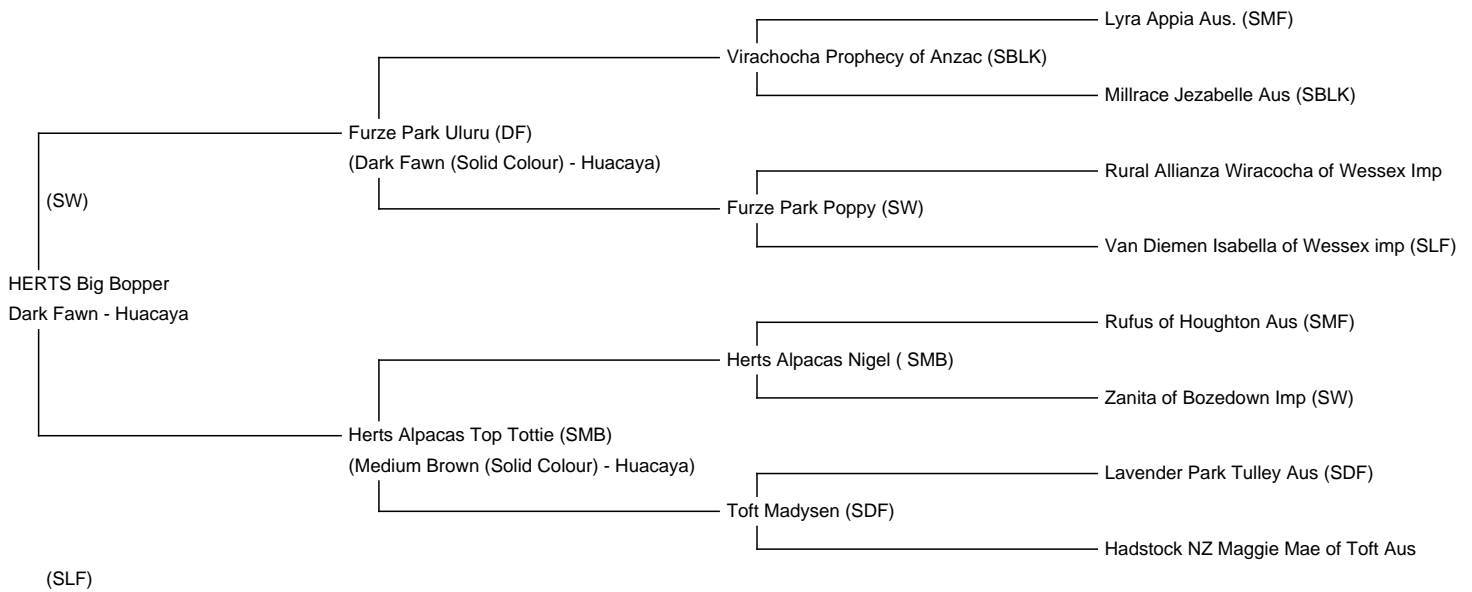 Lyra Appia Aus. (SMF)
Virachocha Prophecy of Anzac (SBLK)
Millrace Jezabelle Aus (SBLK)
Furze Park Uluru (DF)
(Dark Fawn (Solid Colour) - Huacaya)
Rural Allianza Wiracocha of Wessex Imp
(SW)
Furze Park Poppy (SW)
Van Diemen Isabella of Wessex imp (SLF)
HERTS Big Bopper
Dark Fawn - Huacaya
Rufus of Houghton Aus (SMF)
Herts Alpacas Nigel ( SMB)
Zanita of Bozedown Imp (SW)
Herts Alpacas Top Tottie (SMB)
(Medium Brown (Solid Colour) - Huacaya)
Lavender Park Tulley Aus (SDF)
Toft Madysen (SDF)
Hadstock NZ Maggie Mae of Toft Aus
(SLF)